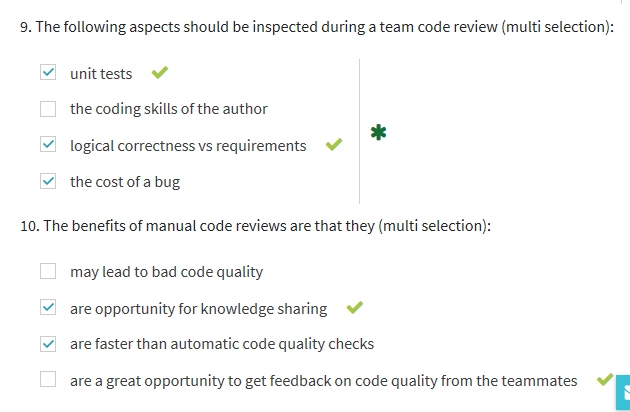 9. The following aspects should be inspected during a team code review (multi selection):
unit tests
the coding skills of the author
logical correctness vs requirements
the cost of a bug
10. The benefits of manual code reviews are that they (multi selection):
may lead to bad code quality
are opportunity for knowledge sharing
are faster than automatic code quality checks
are a great opportunity to get feedback on code quality from the teammates